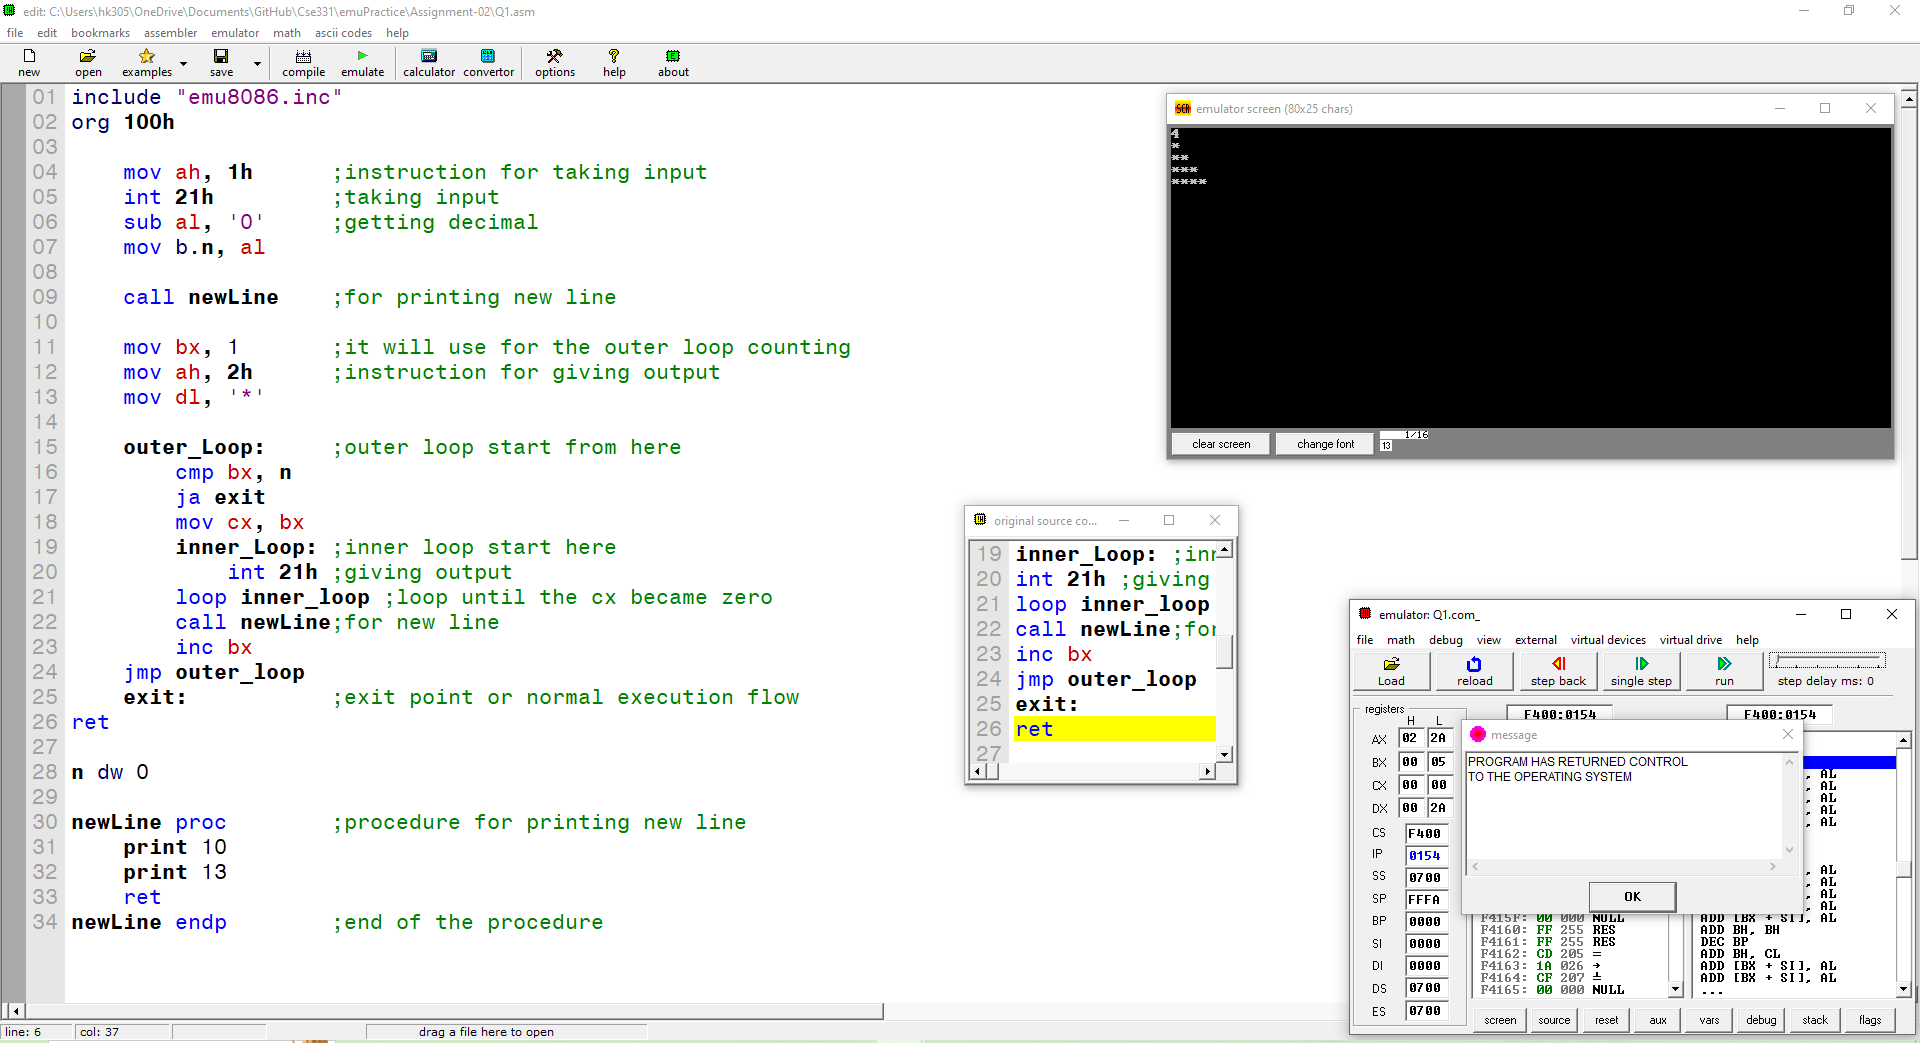 edit: C:\Users\hk305\OneDrive\Documents\GitHub\Cse331\emuPractice\Assignment-02\Q1.asm
file edit bookmarks assembler emulator math ascii codes help
new open examples save compile emulate calculator convertor options help about
01 include "emu8086.inc"
02 org 100h
03
04 mov ah, 1h ;instruction for taking input
05 int 21h ;taking input
06 sub al, '0' ;getting decimal
07 mov b.n, al
08
09 call newLine ;for printing new line
10
11 mov bx, 1 ;it will use for the outer loop counting
12 mov ah, 2h ;instruction for giving output
13 mov dl, '*'
14
15 outer_Loop: ;outer loop start from here
16 cmp bx, n
17 ja exit
18 mov cx, bx
19 inner_Loop: ;inner loop start here
20 int 21h ;giving output
21 loop inner_loop ;loop until the cx became zero
22 call newLine;for new line
23 inc bx
24 jmp outer_loop
25 exit: ;exit point or normal execution flow
26 ret
27
28 n dw 0
29
30 newLine proc ;procedure for printing new line
31 print 10
32 print 13
33 ret
34 newLine endp ;end of the procedure
line: 6 col: 37 drag a file here to open
emulator screen (80x25 chars)
4
*
**
***
****
clear screen change font 1/16
13
original source co...
19 inner_Loop: ;inr
20 int 21h ;giving
21 loop inner_loop
22 call newLine;for
23 inc bx
24 jmp outer_loop
25 exit:
26 ret
27
emulator: Q1.com_
file math debug view external virtual devices virtual drive help
Load reload step back single step run step delay ms: 0
registers F400:0154 F400:0154
H L
AX 02 2A
BX 00 05
CX 00 00
DX 00 2A
CS F400
IP 0154
SS 0700
SP FFFA
BP 0000
SI 0000
DI 0000
DS 0700
ES 0700
message
PROGRAM HAS RETURNED CONTROL
TO THE OPERATING SYSTEM
OK
, AL
, AL
, AL
, AL
, AL
, AL
, AL
, AL
, AL
F415F: 00 000 NULL ADD [BX + SI], AL
F4160: FF 255 RES ADD BH, BH
F4161: FF 255 RES DEC BP
F4162: CD 205 = ADD BH, CL
F4163: 1A 026 → ADD [BX + SI], AL
F4164: CF 207 ╧ ADD [BX + SI], AL
F4165: 00 000 NULL ...
screen source reset aux vars debug stack flags